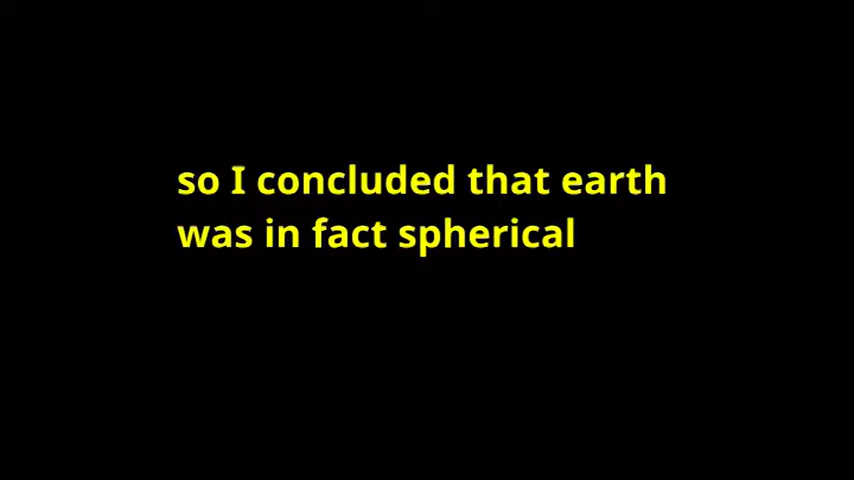 so I concluded that earth
was in fact spherical